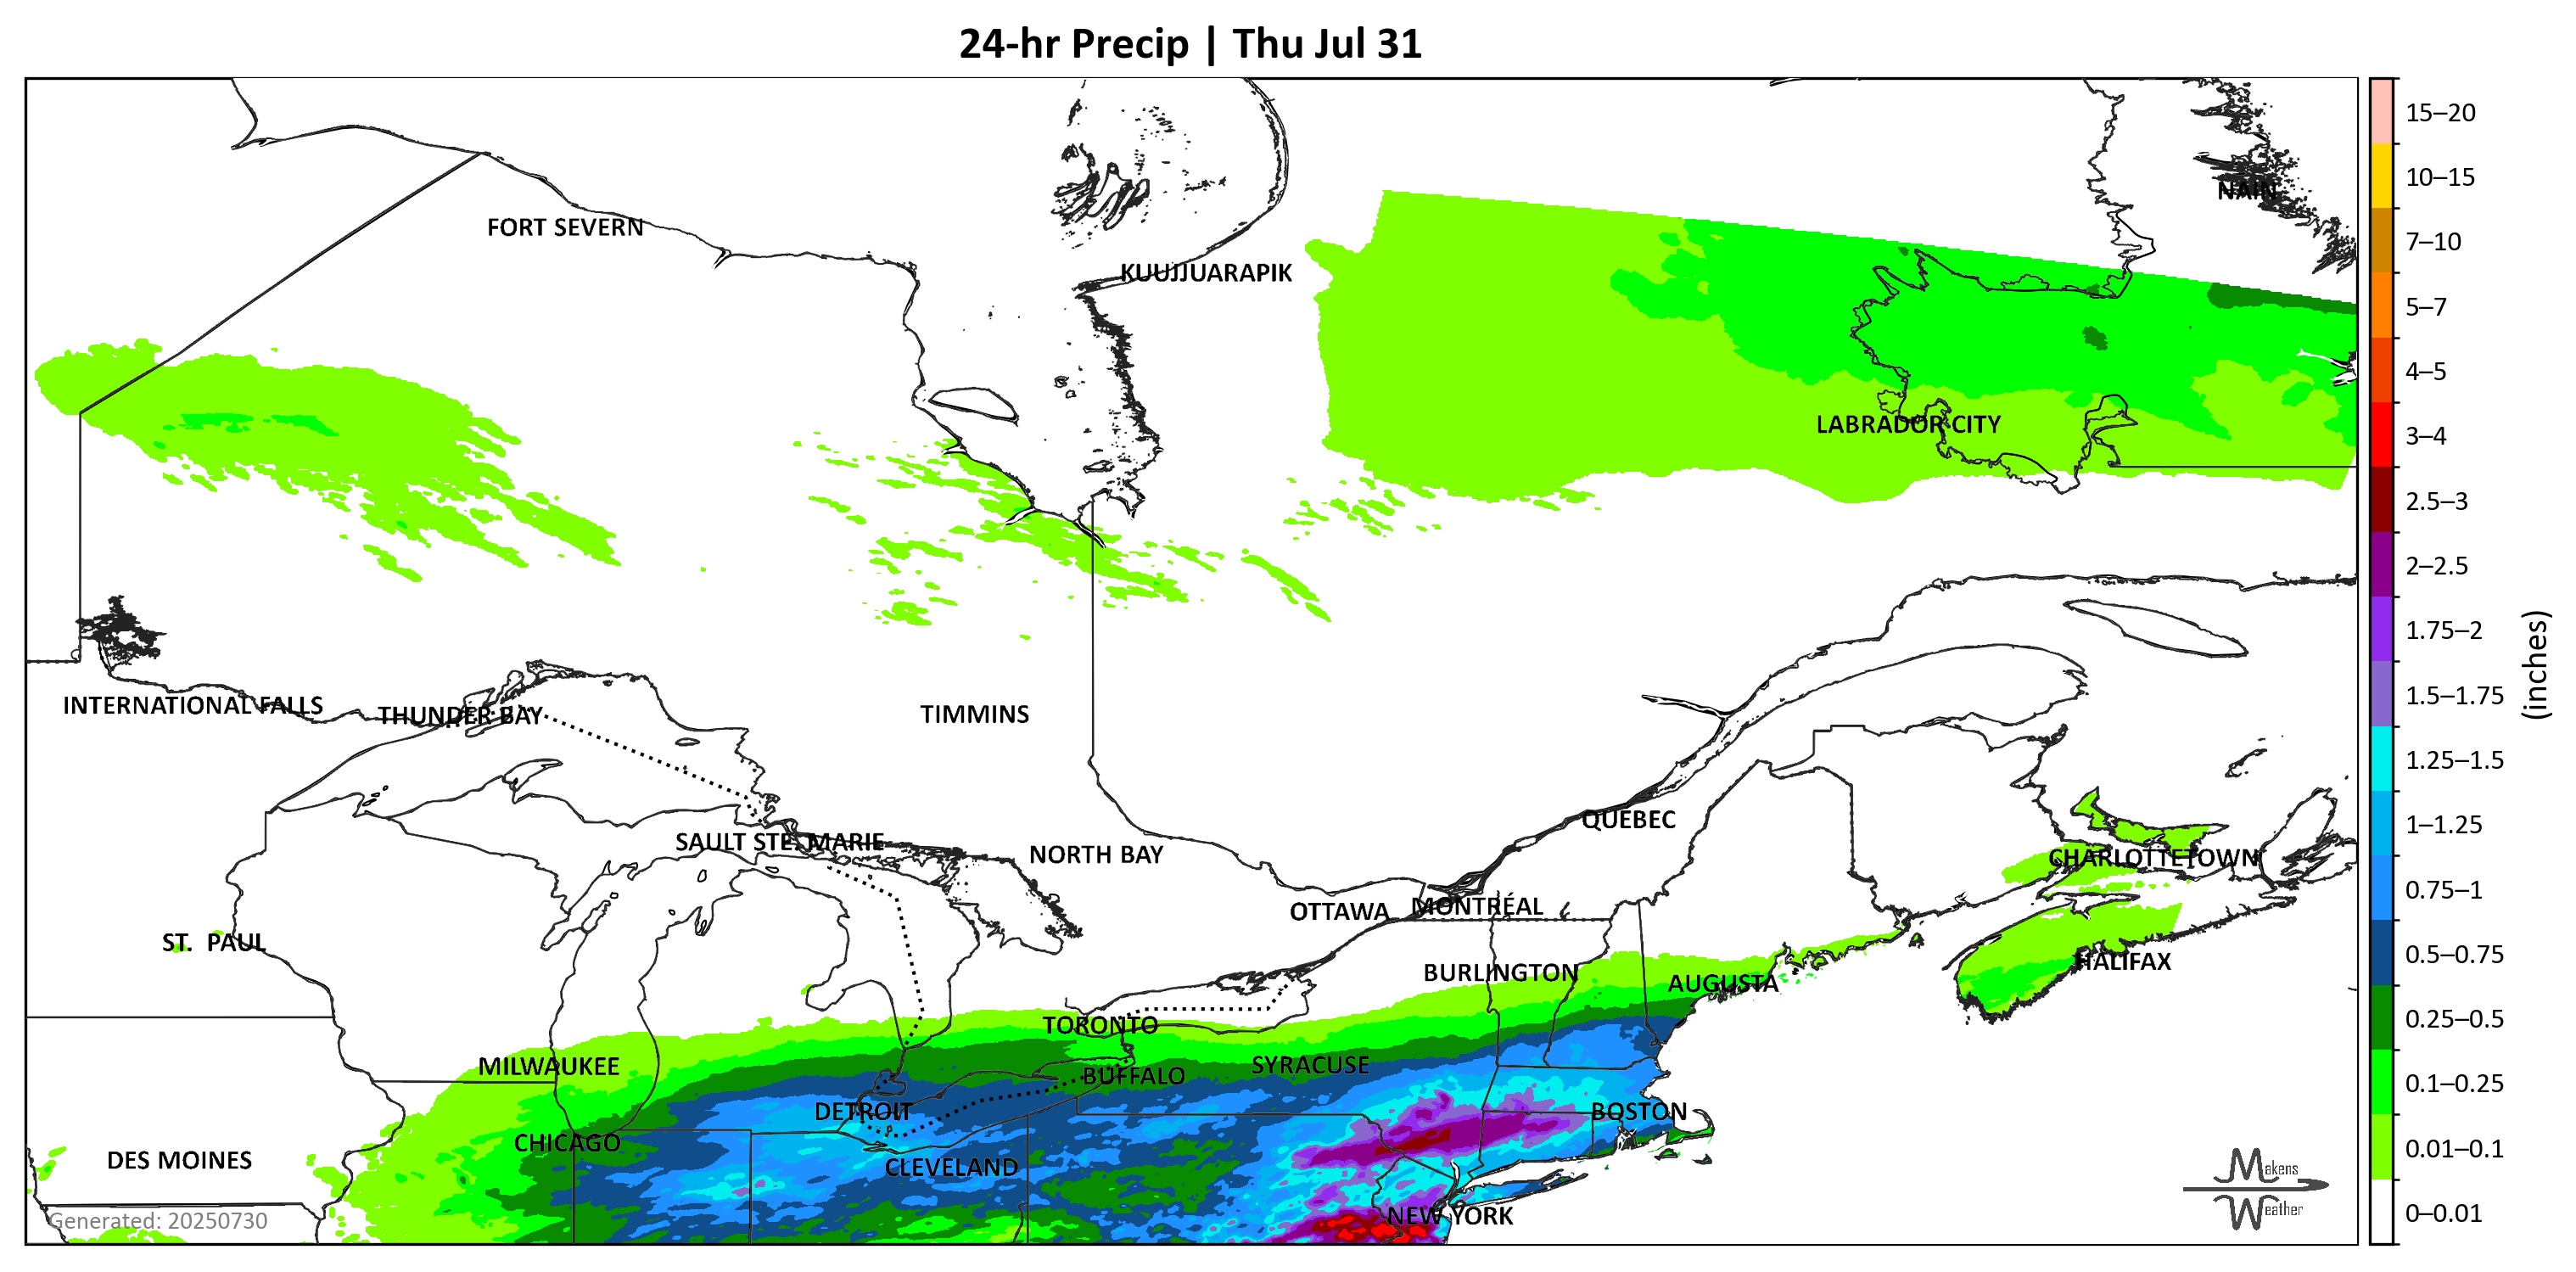 24-hr Precip | Thu Jul 31
NAIN
FORT SEVERN
KUUJJUARAPIK
LABRADOR CITY
INTERNATIONAL FALLS
THUNDER BAY
TIMMINS
QUÉBEC
SAULT STE. MARIE
NORTH BAY
CHARLOTTETOWN
OTTAWA
MONTRÉAL
ST. PAUL
HALIFAX
BURLINGTON
AUGUSTA
TORONTO
MILWAUKEE
SYRACUSE
BUFFALO
DETROIT
BOSTON
CHICAGO
DES MOINES
CLEVELAND
NEW YORK
Generated: 20250730
Makens
Weather
15–20
10–15
7–10
5–7
4–5
3–4
2.5–3
2–2.5
1.75–2
1.5–1.75
1.25–1.5
1–1.25
0.75–1
0.5–0.75
0.25–0.5
0.1–0.25
0.01–0.1
0–0.01
(inches)